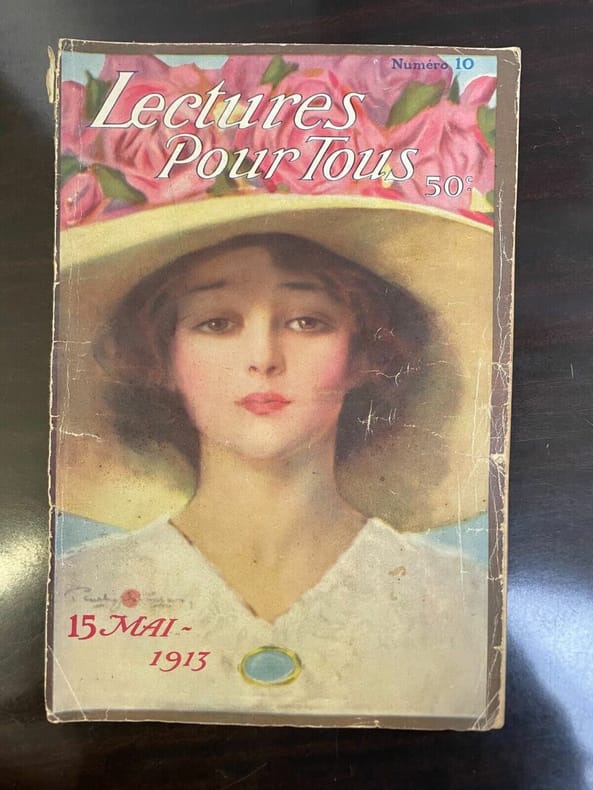 Numéro 10
Lectures
Pour Tous
50c.
15 MAI ~
1913